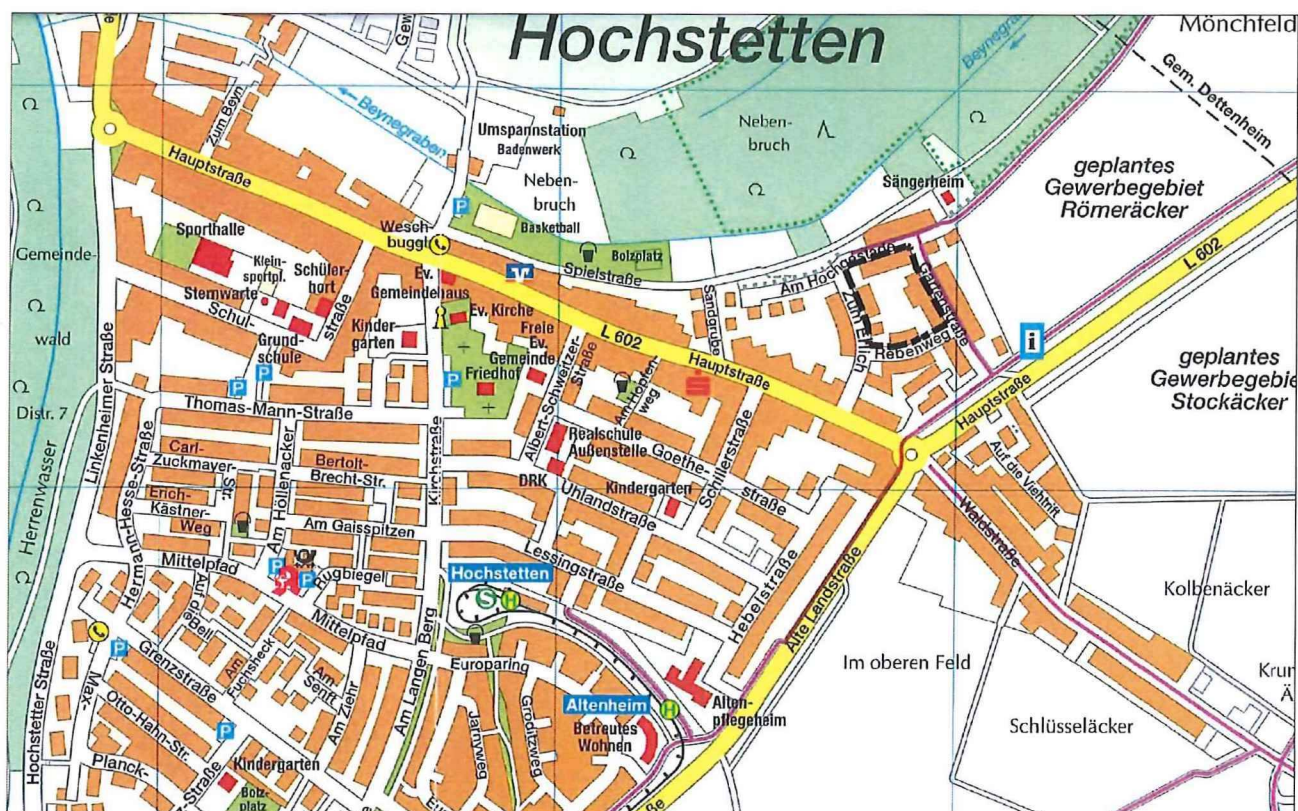 Hochstetten
Mönchfeld
Gem. Dettenheim
Beynegraben
Beynegraben
Zum Beyn
Umspannstation
Badenwerk
Neben-
bruch
Neben-
bruch
Sängerheim
geplantes
Gewerbegebiet
Römeräcker
Hauptstraße
Sporthalle
Wesch
buggl
Basketball
Bolzplatz
Spielstraße
Am Hochgestade
L 602
Gemeinde-
wald
Distr. 7
Klein-
sportpl.
Schüler-
hort
Sternwarte
Schul-
straße
Grund-
schule
Ev.
Gemeindehaus
Ev. Kirche
Kinder-
garten
Freie
Ev.
Gemeinde
Friedhof
L 602
Sandgrube
Zum Erlich
Gartenstraße
Rebenweg
i
geplantes
Gewerbegebie
Stockäcker
Hauptstraße
Hauptstraße
Linkenheimer Straße
Thomas-Mann-Straße
Albert-Schweitzer-
Straße
Am Hopfen-
weg
Realschule
Außenstelle
Goethe-
straße
Schillerstraße
Auf die Viehtrift
Waldstraße
Carl-
Zuckmayer-
Str.
Bertolt-
Brecht-Str.
Kirchstraße
DRK
Kindergarten
Uhlandstraße
Erich-
Kästner-
Weg
Hermann-Hesse-Straße
Am Höllenacker
Am Gaisspitzen
Lessingstraße
Herrenwasser
Mittelpfad
Auf die Bell
Hochstetten
S
H
Hebelstraße
Alte Landstraße
Kolbenäcker
Mittelpfad
Grenzstraße
Am
Fuchsheck
Am
Senft
Am Ziehr
Am Langen Berg
Europaring
Im oberen Feld
Hochstetter Straße
Max-
Planck-
Otto-Hahn-Str.
Jarnyweg
Altenheim
H
Betreutes
Wohnen
Alten-
pflegeheim
Schlüsseläcker
Kindergarten
Bolz-
platz
P
P
P
P
P
P
P
P
P